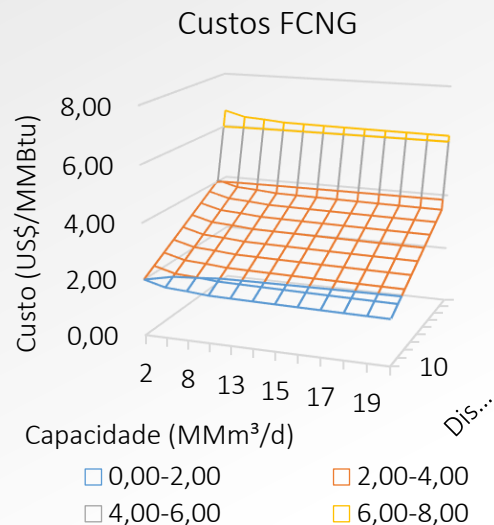 Custos FCNG
8,00
6,00
4,00
2,00
0,00
Custo (US$/MMBtu)
2 8 13 15 17 19
10
Dis...
Capacidade (MMm³/d)
0,00-2,00 2,00-4,00
4,00-6,00 6,00-8,00